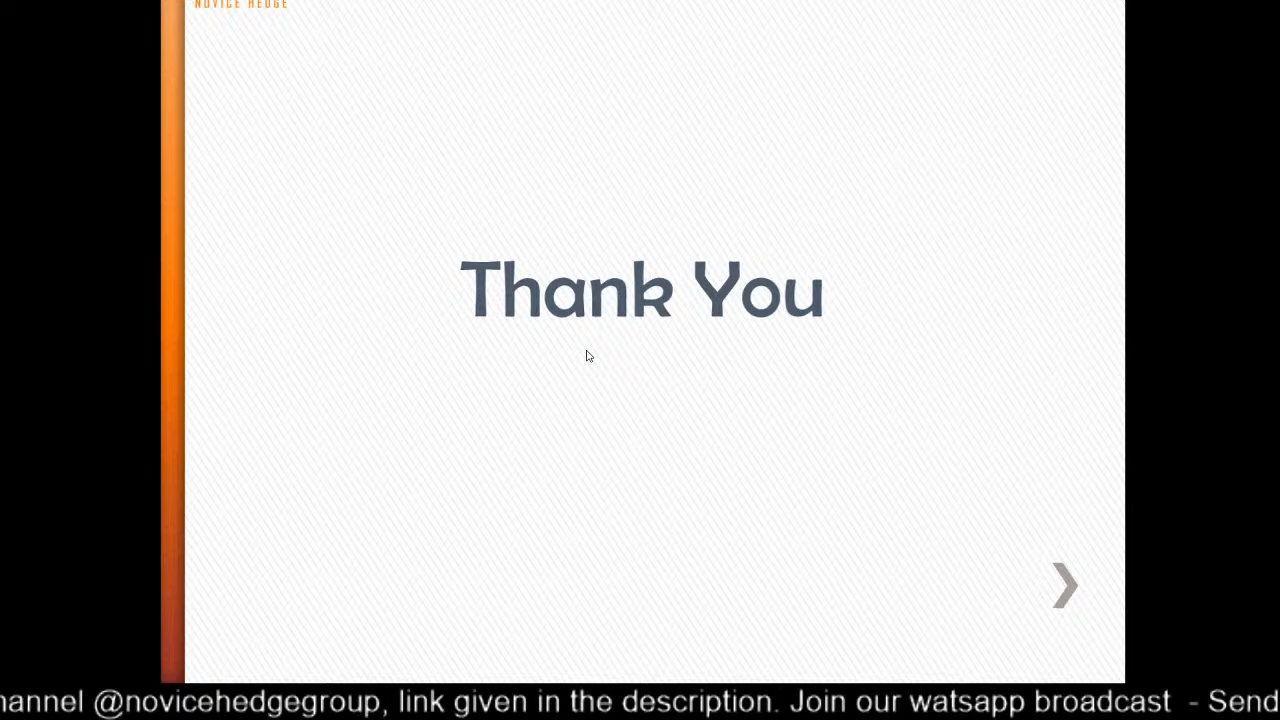 NOVICE HEDGE
Thank You
hannel @novicehedgegroup, link given in the description. Join our watsapp broadcast - Send